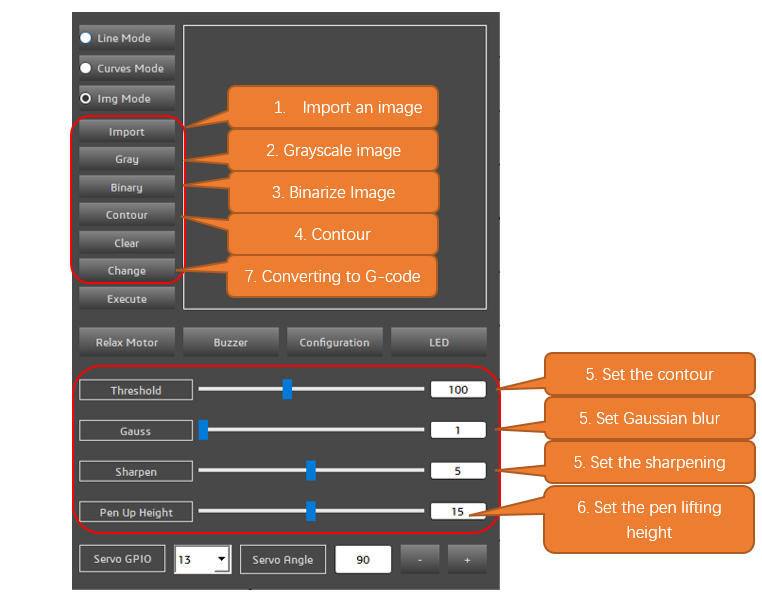 Line Mode
Curves Mode
Img Mode
Import
1. Import an image
Gray
2. Grayscale image
Binary
3. Binarize Image
Contour
4. Contour
Clear
Change
7. Converting to G-code
Execute
Relax Motor
Buzzer
Configuration
LED
Threshold
100
5. Set the contour
Gauss
1
5. Set Gaussian blur
Sharpen
5
5. Set the sharpening
Pen Up Height
15
6. Set the pen lifting
height
Servo GPIO
13
Servo Angle
90
-
+